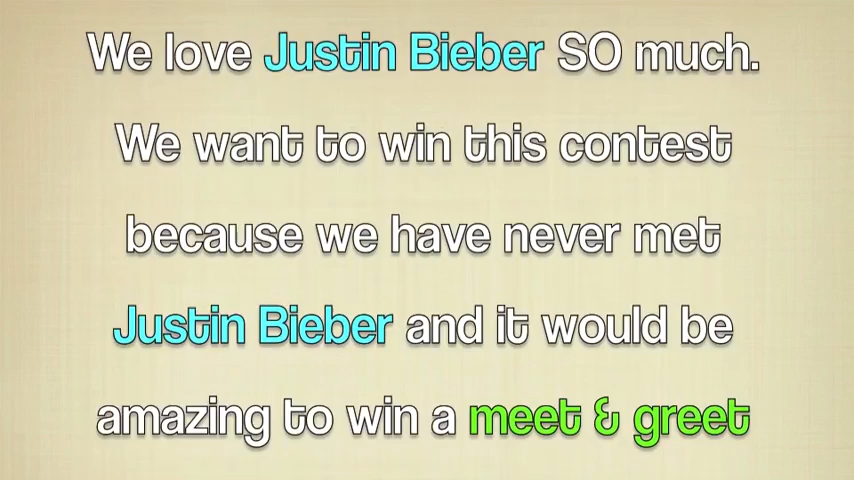 We love Justin Bieber SO much.
We want to win this contest
because we have never met
Justin Bieber and it would be
amazing to win a meet & greet